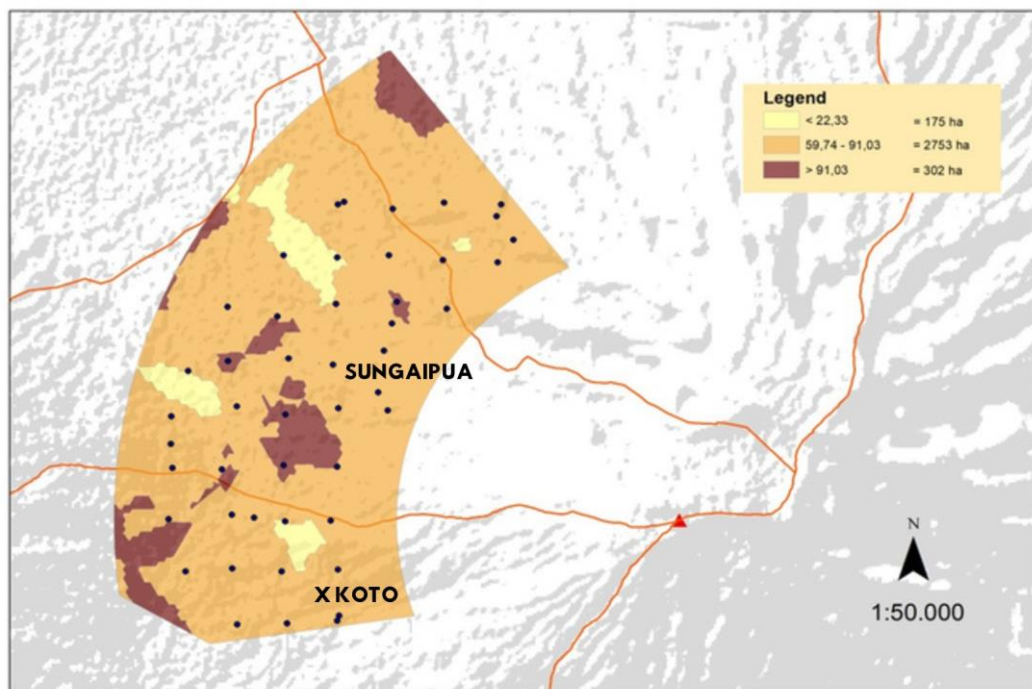 Legend
< 22,33 = 175 ha
59,74 - 91,03 = 2753 ha
> 91,03 = 302 ha
SUNGAIPUA
X KOTO
N
1:50.000